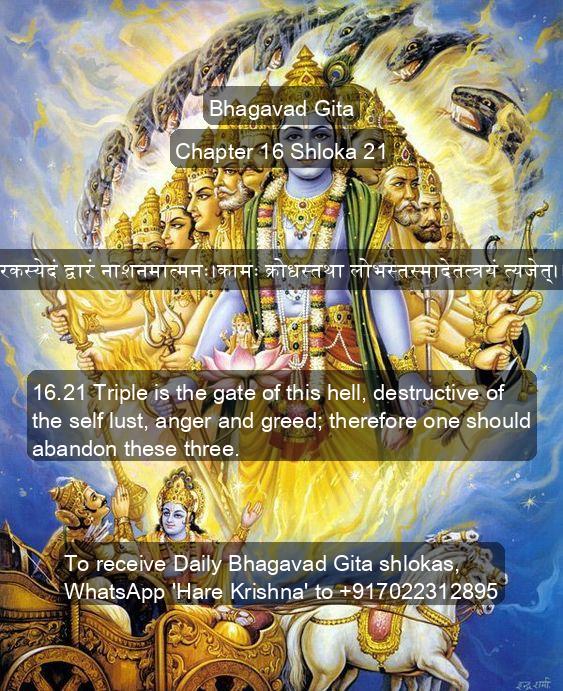 Bhagavad Gita
Chapter 16 Shloka 21
रकस्येदं द्वारं नाशनमात्मनः।कामः क्रोधस्तथा लोभस्तस्मादेतत्त्रयं त्यजेत्।
16.21 Triple is the gate of this hell, destructive of
the self lust, anger and greed; therefore one should
abandon these three.
To receive Daily Bhagavad Gita shlokas,
WhatsApp 'Hare Krishna' to +917022312895
इन्द्र शर्मा